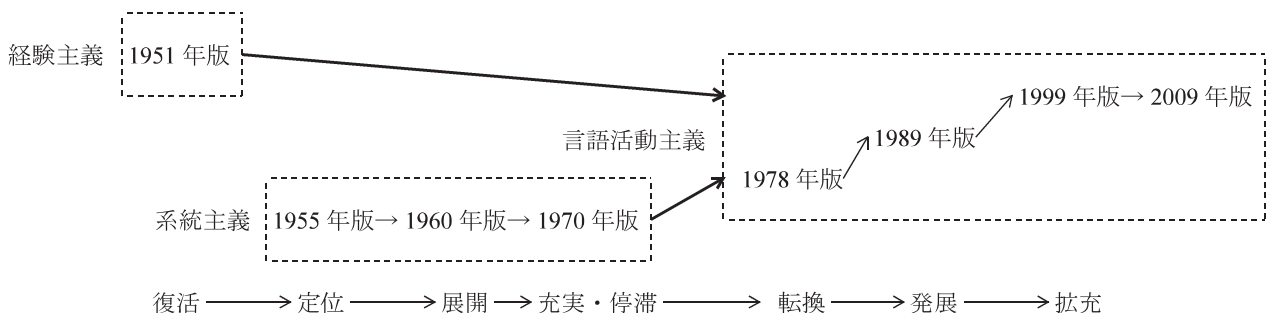 経験主義 1951 年版
1999 年版→ 2009 年版
言語活動主義 1989 年版
1978 年版
系統主義 1955 年版→ 1960 年版→ 1970 年版
復活 → 定位 → 展開 → 充実・停滞 → 転換 → 発展 → 拡充